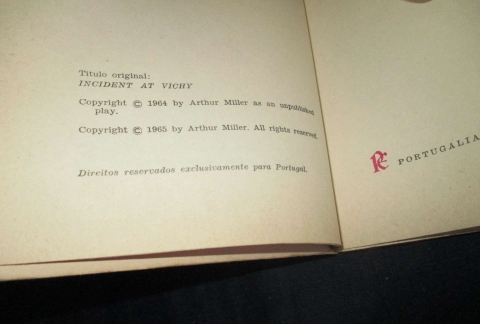 Título original:
INCIDENT AT VICHY
Copyright © 1964 by Arthur Miller as an unpublished
play.
Copyright © 1965 by Arthur Miller. All rights reserved.
Direitos reservados exclusivamente para Portugal.
PORTUGALIA